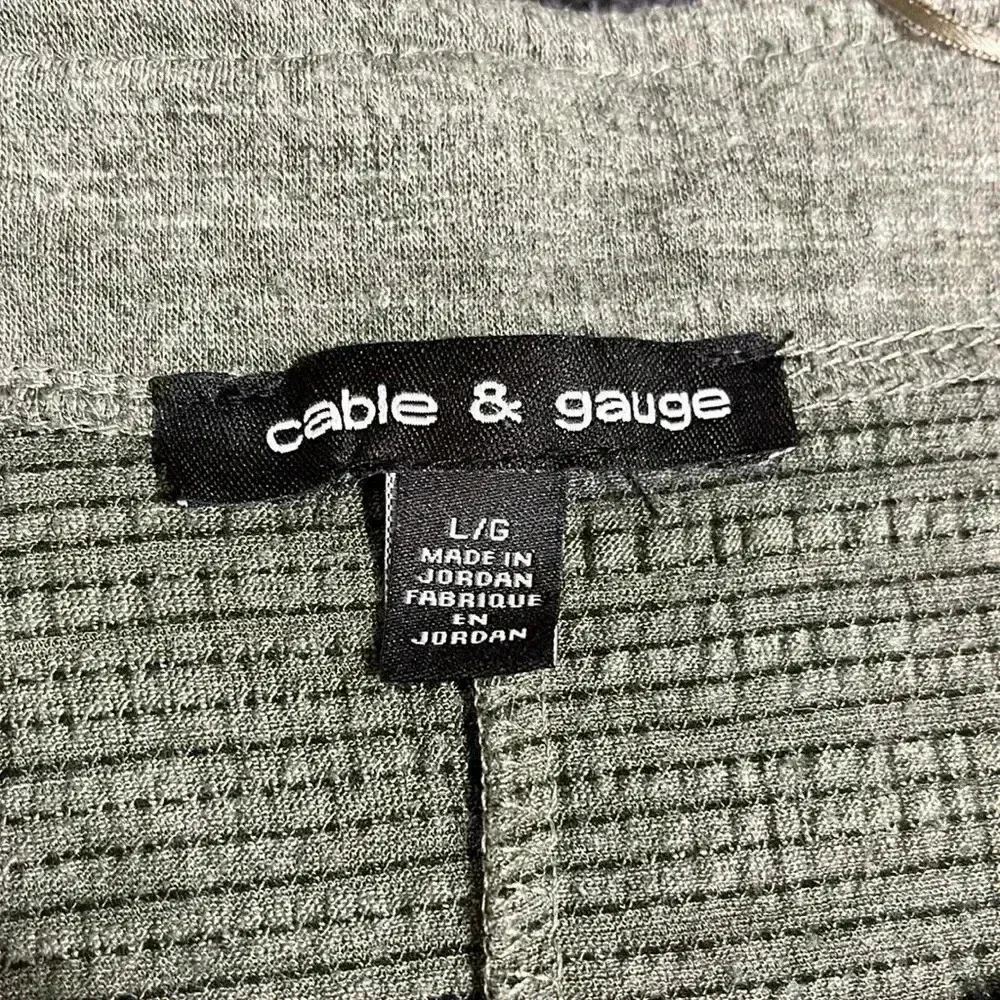 cable & gauge
L/G
MADE IN
JORDAN
FABRIQUE
EN
JORDAN